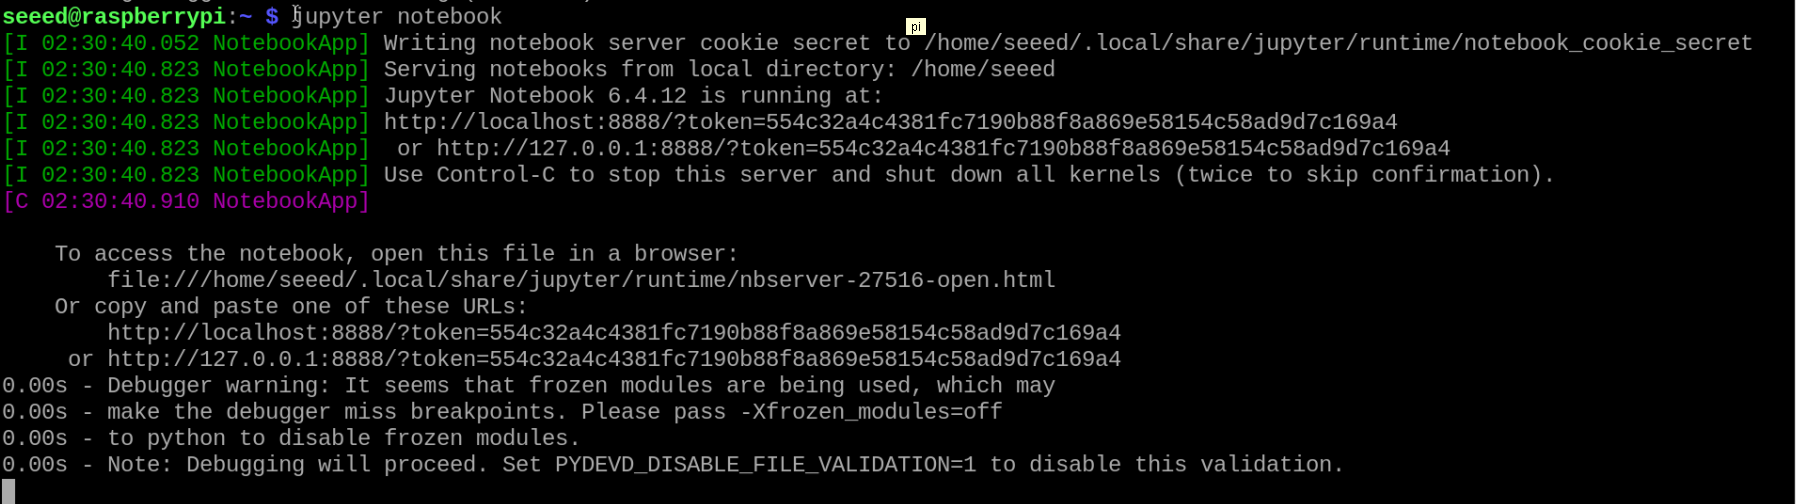 seeed@raspberrypi:~ $ jupyter notebook
pi
[I 02:30:40.052 NotebookApp] Writing notebook server cookie secret to /home/seeed/.local/share/jupyter/runtime/notebook_cookie_secret
[I 02:30:40.823 NotebookApp] Serving notebooks from local directory: /home/seeed
[I 02:30:40.823 NotebookApp] Jupyter Notebook 6.4.12 is running at:
[I 02:30:40.823 NotebookApp] http://localhost:8888/?token=554c32a4c4381fc7190b88f8a869e58154c58ad9d7c169a4
[I 02:30:40.823 NotebookApp]  or http://127.0.0.1:8888/?token=554c32a4c4381fc7190b88f8a869e58154c58ad9d7c169a4
[I 02:30:40.823 NotebookApp] Use Control-C to stop this server and shut down all kernels (twice to skip confirmation).
[C 02:30:40.910 NotebookApp]
To access the notebook, open this file in a browser:
file:///home/seeed/.local/share/jupyter/runtime/nbserver-27516-open.html
Or copy and paste one of these URLs:
http://localhost:8888/?token=554c32a4c4381fc7190b88f8a869e58154c58ad9d7c169a4
or http://127.0.0.1:8888/?token=554c32a4c4381fc7190b88f8a869e58154c58ad9d7c169a4
0.00s - Debugger warning: It seems that frozen modules are being used, which may
0.00s - make the debugger miss breakpoints. Please pass -Xfrozen_modules=off
0.00s - to python to disable frozen modules.
0.00s - Note: Debugging will proceed. Set PYDEVD_DISABLE_FILE_VALIDATION=1 to disable this validation.